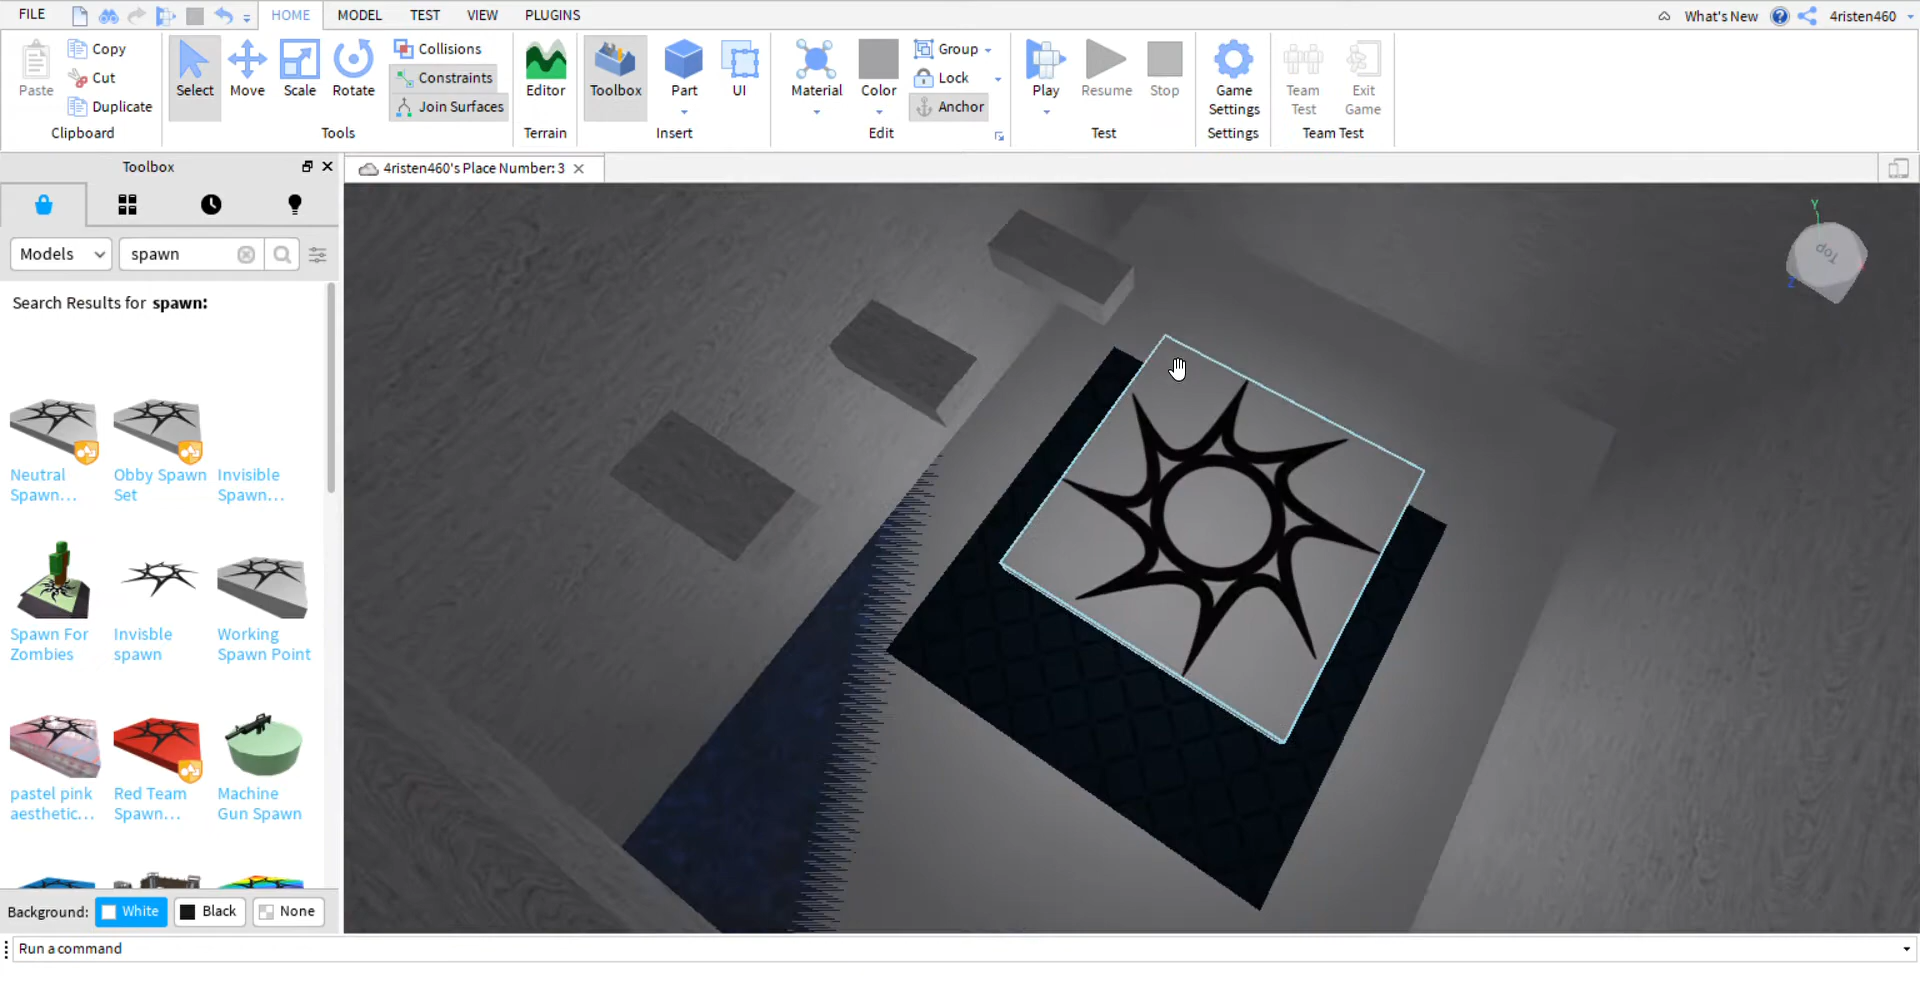 FILE
HOME
MODEL
TEST
VIEW
PLUGINS
What's New
4risten460
Paste
Copy
Cut
Duplicate
Clipboard
Select
Move
Scale
Rotate
Collisions
Constraints
Join Surfaces
Tools
Editor
Terrain
Toolbox
Part
UI
Insert
Material
Color
Group
Lock
Anchor
Edit
Play
Resume
Stop
Test
Game
Settings
Settings
Team
Test
Exit
Game
Team Test
Toolbox
4risten460's Place Number: 3
Models
spawn
Search Results for spawn:
Neutral
Spawn...
Obby Spawn
Set
Invisible
Spawn...
Spawn For
Zombies
Invisble
spawn
Working
Spawn Point
pastel pink
aesthetic...
Red Team
Spawn...
Machine
Gun Spawn
Background:
White
Black
None
Run a command
Y
Top
Z